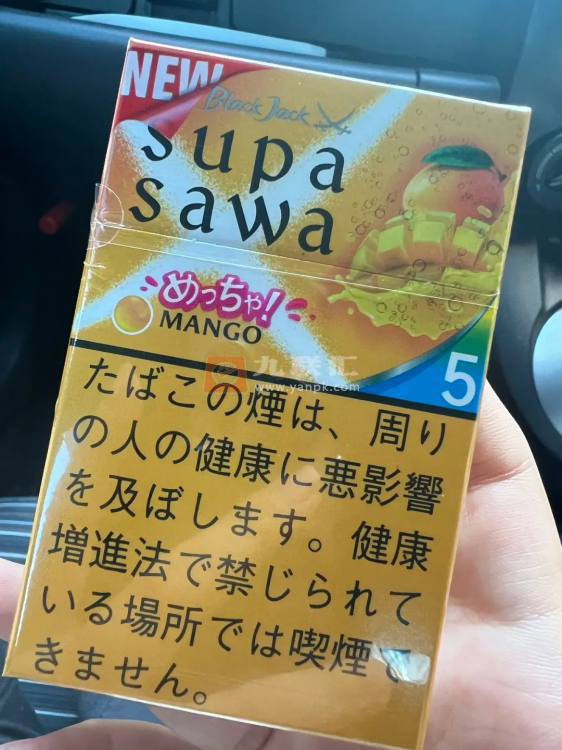 NEW
Black Jack
supa
sawa
めっちゃ!
MANGO
5
九聚汇
www.yanpk.com
たばこの煙は、周り
の人の健康に悪影響
を及ぼします。健康
増進法で禁じられて
いる場所では喫煙で
きません。